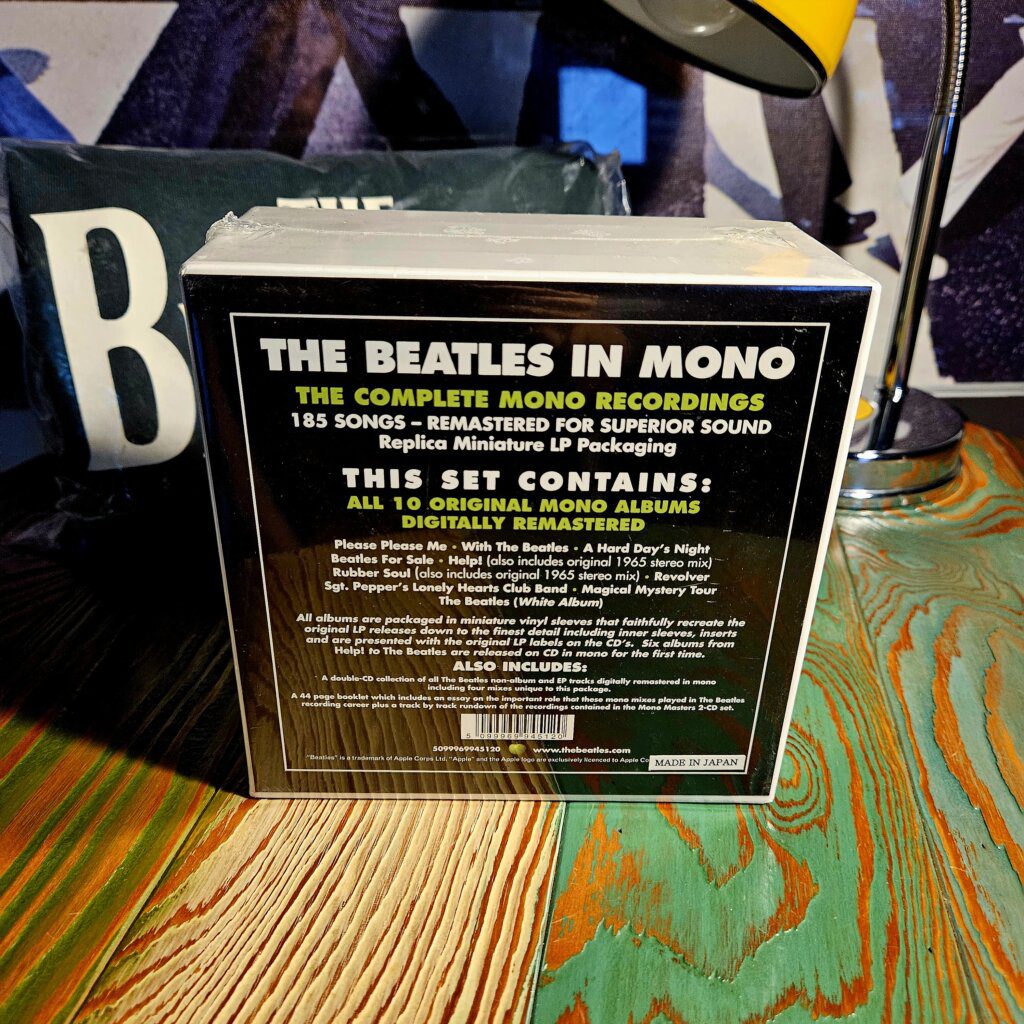 THE
B
THE BEATLES IN MONO
THE COMPLETE MONO RECORDINGS
185 SONGS – REMASTERED FOR SUPERIOR SOUND
Replica Miniature LP Packaging
THIS SET CONTAINS:
ALL 10 ORIGINAL MONO ALBUMS
DIGITALLY REMASTERED
Please Please Me • With The Beatles • A Hard Day's Night
Beatles For Sale • Help! (also includes original 1965 stereo mix)
Rubber Soul (also includes original 1965 stereo mix) • Revolver
Sgt. Pepper's Lonely Hearts Club Band • Magical Mystery Tour
The Beatles (White Album)
All albums are packaged in miniature vinyl sleeves that faithfully recreate the
original LP releases down to the finest detail including inner sleeves, inserts
and are presented with the original LP labels on the CD's. Six albums from
Help! to The Beatles are released on CD in mono for the first time.
ALSO INCLUDES:
A double-CD collection of all The Beatles non-album and EP tracks digitally remastered in mono
including four mixes unique to this package.
A 44 page booklet which includes an essay on the important role that these mono mixes played in The Beatles
recording career plus a track by track rundown of the recordings contained in the Mono Masters 2-CD set.
5 099969 945120
5099969945120 www.thebeatles.com
"Beatles" is a trademark of Apple Corps Ltd. "Apple" and the Apple logo are exclusively licenced to Apple Co
MADE IN JAPAN